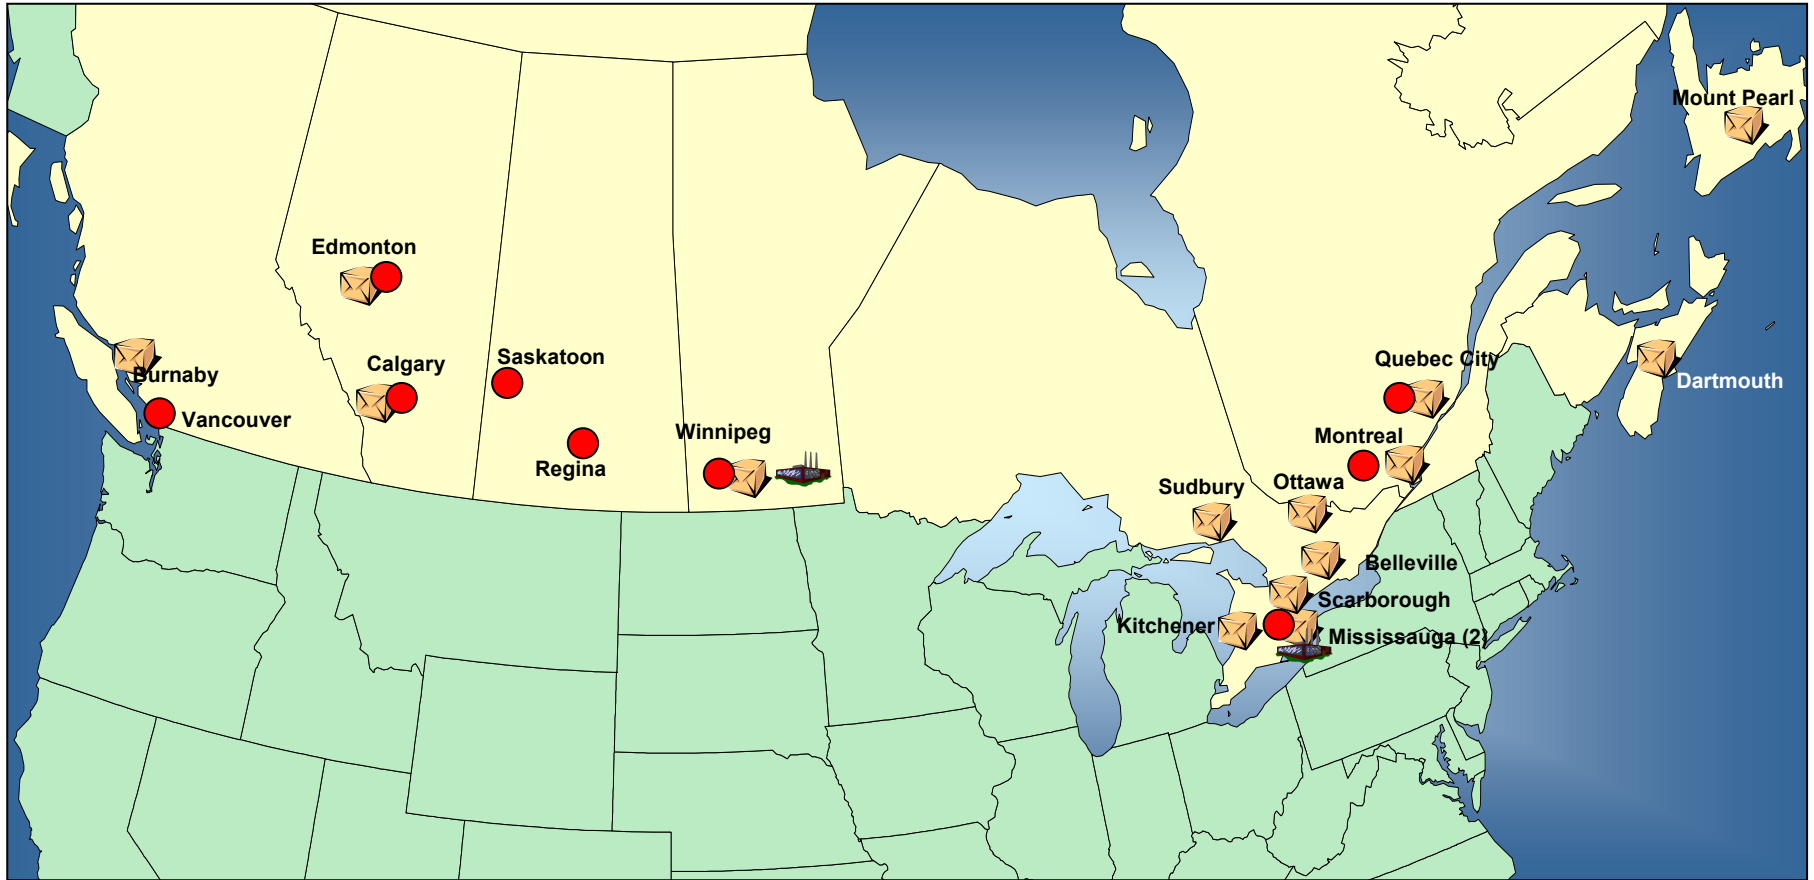 Mount Pearl
Edmonton
Calgary
Saskatoon
Quebec City
Burnaby
Dartmouth
Vancouver
Winnipeg
Montreal
Regina
Sudbury
Ottawa
Belleville
Scarborough
Kitchener
Mississauga (2)